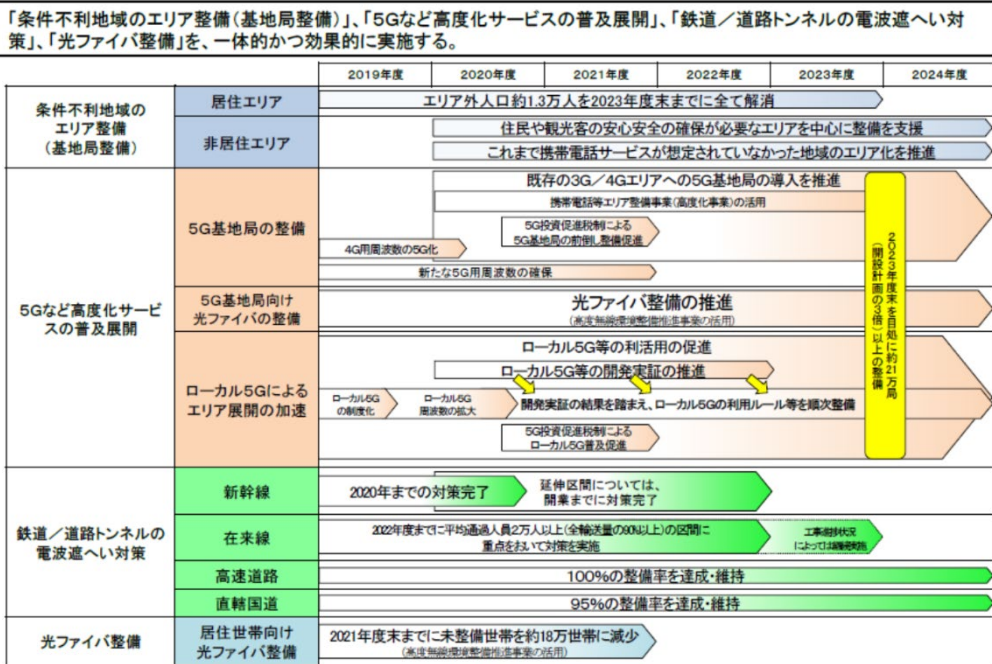 「条件不利地域のエリア整備（基地局整備）」、「5Gなど高度化サービスの普及展開」、「鉄道／道路トンネルの電波遮へい対
策」、「光ファイバ整備」を、一体的かつ効果的に実施する。
2019年度
2020年度
2021年度
2022年度
2023年度
2024年度
条件不利地域の
エリア整備
（基地局整備）
居住エリア
エリア外人口約1.3万人を2023年度末までに全て解消
非居住エリア
住民や観光客の安心安全の確保が必要なエリアを中心に整備を支援
これまで携帯電話サービスが想定されていなかった地域のエリア化を推進
5Gなど高度化サービ
スの普及展開
5G基地局の整備
既存の3G／4Gエリアへの5G基地局の導入を推進
携帯電話等エリア整備事業（高度化事業）の活用
5G投資促進税制による
5G基地局の前倒し整備促進
4G用周波数の5G化
新たな5G用周波数の確保
2023年度末を目処に約21万局
（開設計画の3倍）以上の整備
5G基地局向け
光ファイバの整備
光ファイバ整備の推進
（高度無線環境整備推進事業の活用）
ローカル5Gによる
エリア展開の加速
ローカル5G等の利活用の促進
ローカル5G等の開発実証の推進
ローカル5G
の制度化
ローカル5G
周波数の拡大
開発実証の結果を踏まえ、ローカル5Gの利用ルール等を順次整備
5G投資促進税制による
ローカル5G普及促進
鉄道／道路トンネルの
電波遮へい対策
新幹線
2020年までの対策完了
延伸区間については、
開業までに対策完了
在来線
2022年度までに平均通過人員2万人以上（全輸送量の90%以上）の区間に
重点をおいて対策を実施
工事進捗状況
によっては継続実施
高速道路
100%の整備率を達成・維持
直轄国道
95%の整備率を達成・維持
光ファイバ整備
居住世帯向け
光ファイバ整備
2021年度末までに未整備世帯を約18万世帯に減少
（高度無線環境整備推進事業の活用）